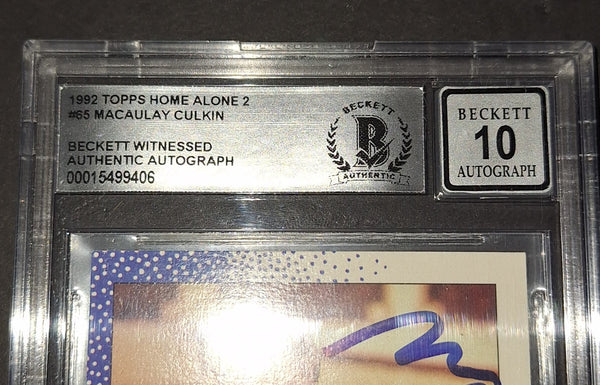 1992 TOPPS HOME ALONE 2
#65 MACAULAY CULKIN
BECKETT WITNESSED
AUTHENTIC AUTOGRAPH
00015499406
BECKETT
B
AUTHENTIC
BECKETT
10
AUTOGRAPH